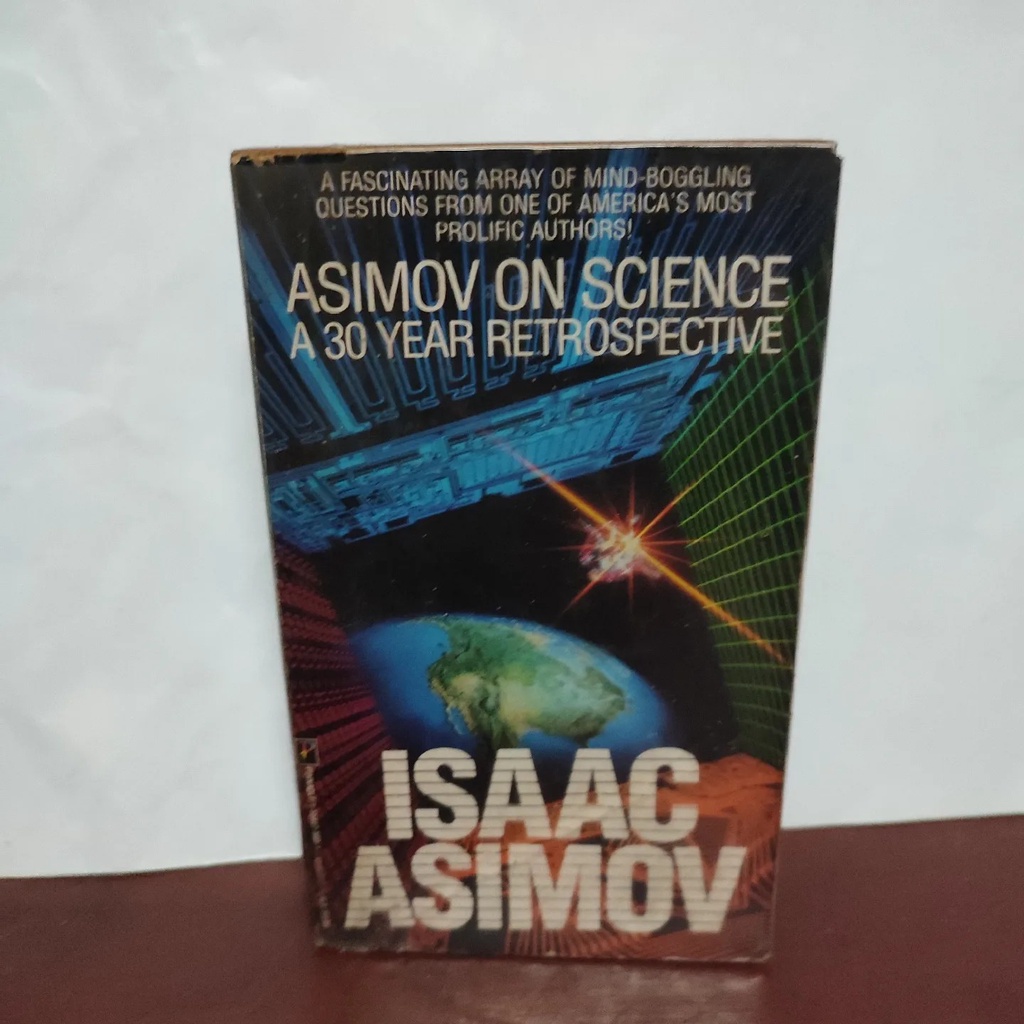 A FASCINATING ARRAY OF MIND-BOGGLING
QUESTIONS FROM ONE OF AMERICA'S MOST
PROLIFIC AUTHORS!
ASIMOV ON SCIENCE
A 30 YEAR RETROSPECTIVE
ISAAC
ASIMOV